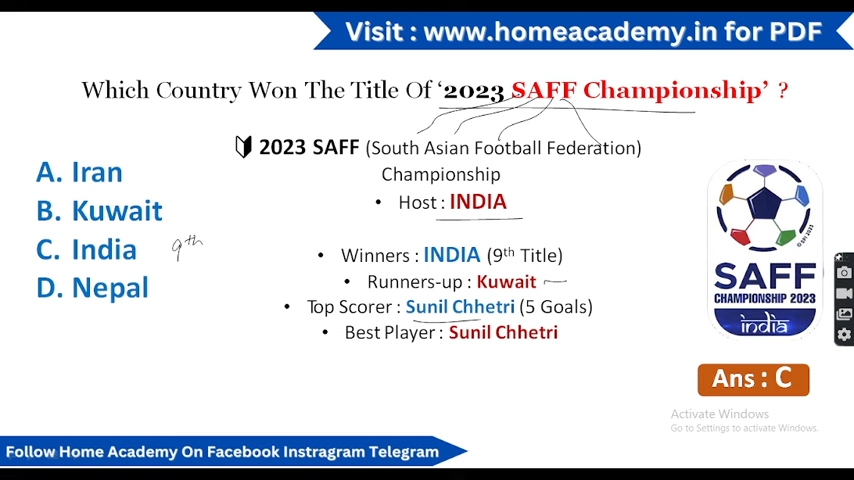 Visit : www.homeacademy.in for PDF
Which Country Won The Title Of ‘2023 SAFF Championship’ ?
2023 SAFF (South Asian Football Federation)
Championship
• Host : INDIA
A. Iran
B. Kuwait
C. India 9th
D. Nepal
• Winners : INDIA (9th Title)
• Runners-up : Kuwait
• Top Scorer : Sunil Chhetri (5 Goals)
• Best Player : Sunil Chhetri
SAFF
CHAMPIONSHIP 2023
india
Ans : C
Activate Windows
Go to Settings to activate Windows.
Follow Home Academy On Facebook Instragram Telegram